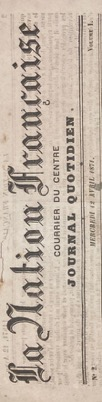 La Nation Française
COURRIER DU CENTRE
JOURNAL QUOTIDIEN.
N° 2. MERCREDI 12 AVRIL 1871. VOLUME 1.